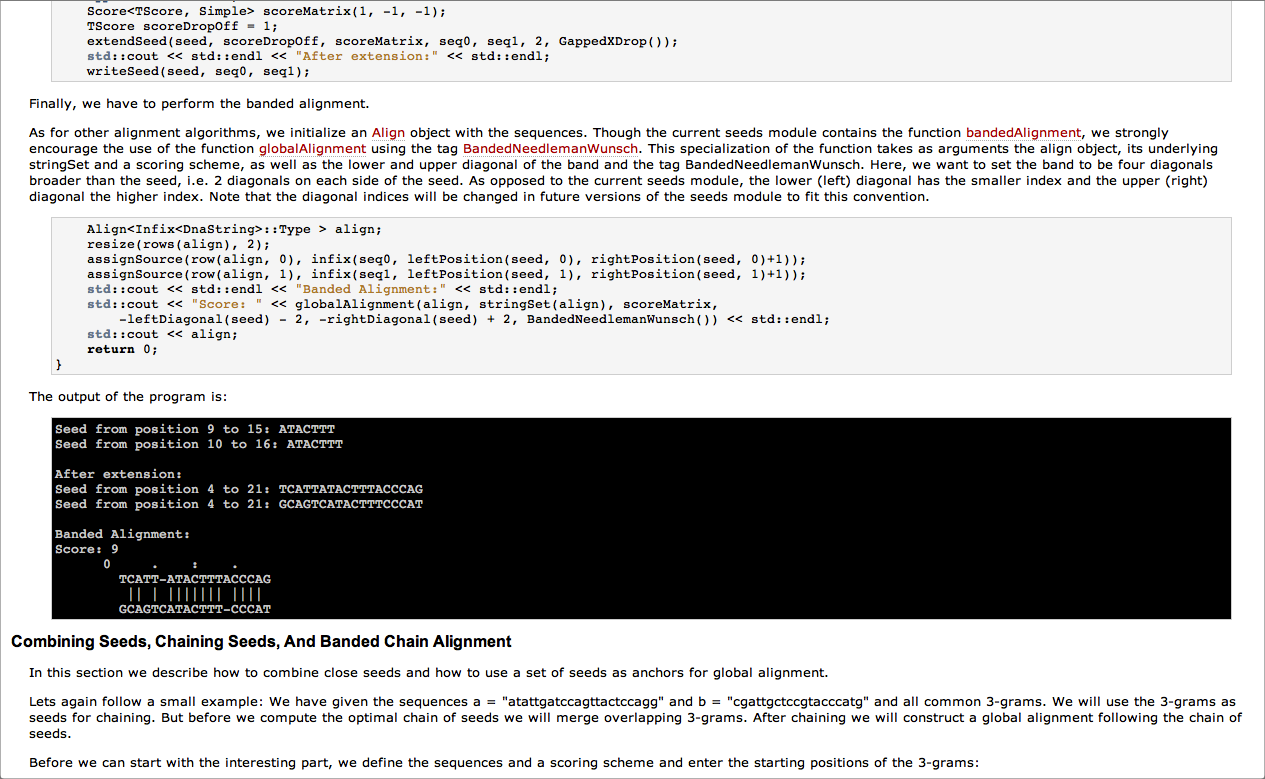 Score<TScore, Simple> scoreMatrix(1, -1, -1);
TScore scoreDropOff = 1;
extendSeed(seed, scoreDropOff, scoreMatrix, seq0, seq1, 2, GappedXDrop());
std::cout << std::endl << "After extension:" << std::endl;
writeSeed(seed, seq0, seq1);
Finally, we have to perform the banded alignment.
As for other alignment algorithms, we initialize an Align object with the sequences. Though the current seeds module contains the function bandedAlignment, we strongly
encourage the use of the function globalAlignment using the tag BandedNeedlemanWunsch. This specialization of the function takes as arguments the align object, its underlying
stringSet and a scoring scheme, as well as the lower and upper diagonal of the band and the tag BandedNeedlemanWunsch. Here, we want to set the band to be four diagonals
broader than the seed, i.e. 2 diagonals on each side of the seed. As opposed to the current seeds module, the lower (left) diagonal has the smaller index and the upper (right)
diagonal the higher index. Note that the diagonal indices will be changed in future versions of the seeds module to fit this convention.
Align<Infix<DnaString>::Type > align;
resize(rows(align), 2);
assignSource(row(align, 0), infix(seq0, leftPosition(seed, 0), rightPosition(seed, 0)+1));
assignSource(row(align, 1), infix(seq1, leftPosition(seed, 1), rightPosition(seed, 1)+1));
std::cout << std::endl << "Banded Alignment:" << std::endl;
std::cout << "Score: " << globalAlignment(align, stringSet(align), scoreMatrix,
-leftDiagonal(seed) - 2, -rightDiagonal(seed) + 2, BandedNeedlemanWunsch()) << std::endl;
std::cout << align;
return 0;
}
The output of the program is:
Seed from position 9 to 15: ATACTTT
Seed from position 10 to 16: ATACTTT
After extension:
Seed from position 4 to 21: TCATTATACTTTACCCAG
Seed from position 4 to 21: GCAGTCATACTTTCCCAT
Banded Alignment:
Score: 9
0     .    :    .
TCATT-ATACTTTACCCAG
 || | ||||||| ||||
GCAGTCATACTTT-CCCAT
Combining Seeds, Chaining Seeds, And Banded Chain Alignment
In this section we describe how to combine close seeds and how to use a set of seeds as anchors for global alignment.
Lets again follow a small example: We have given the sequences a = "atattgatccagttactccagg" and b = "cgattgctccgtacccatg" and all common 3-grams. We will use the 3-grams as
seeds for chaining. But before we compute the optimal chain of seeds we will merge overlapping 3-grams. After chaining we will construct a global alignment following the chain of
seeds.
Before we can start with the interesting part, we define the sequences and a scoring scheme and enter the starting positions of the 3-grams: